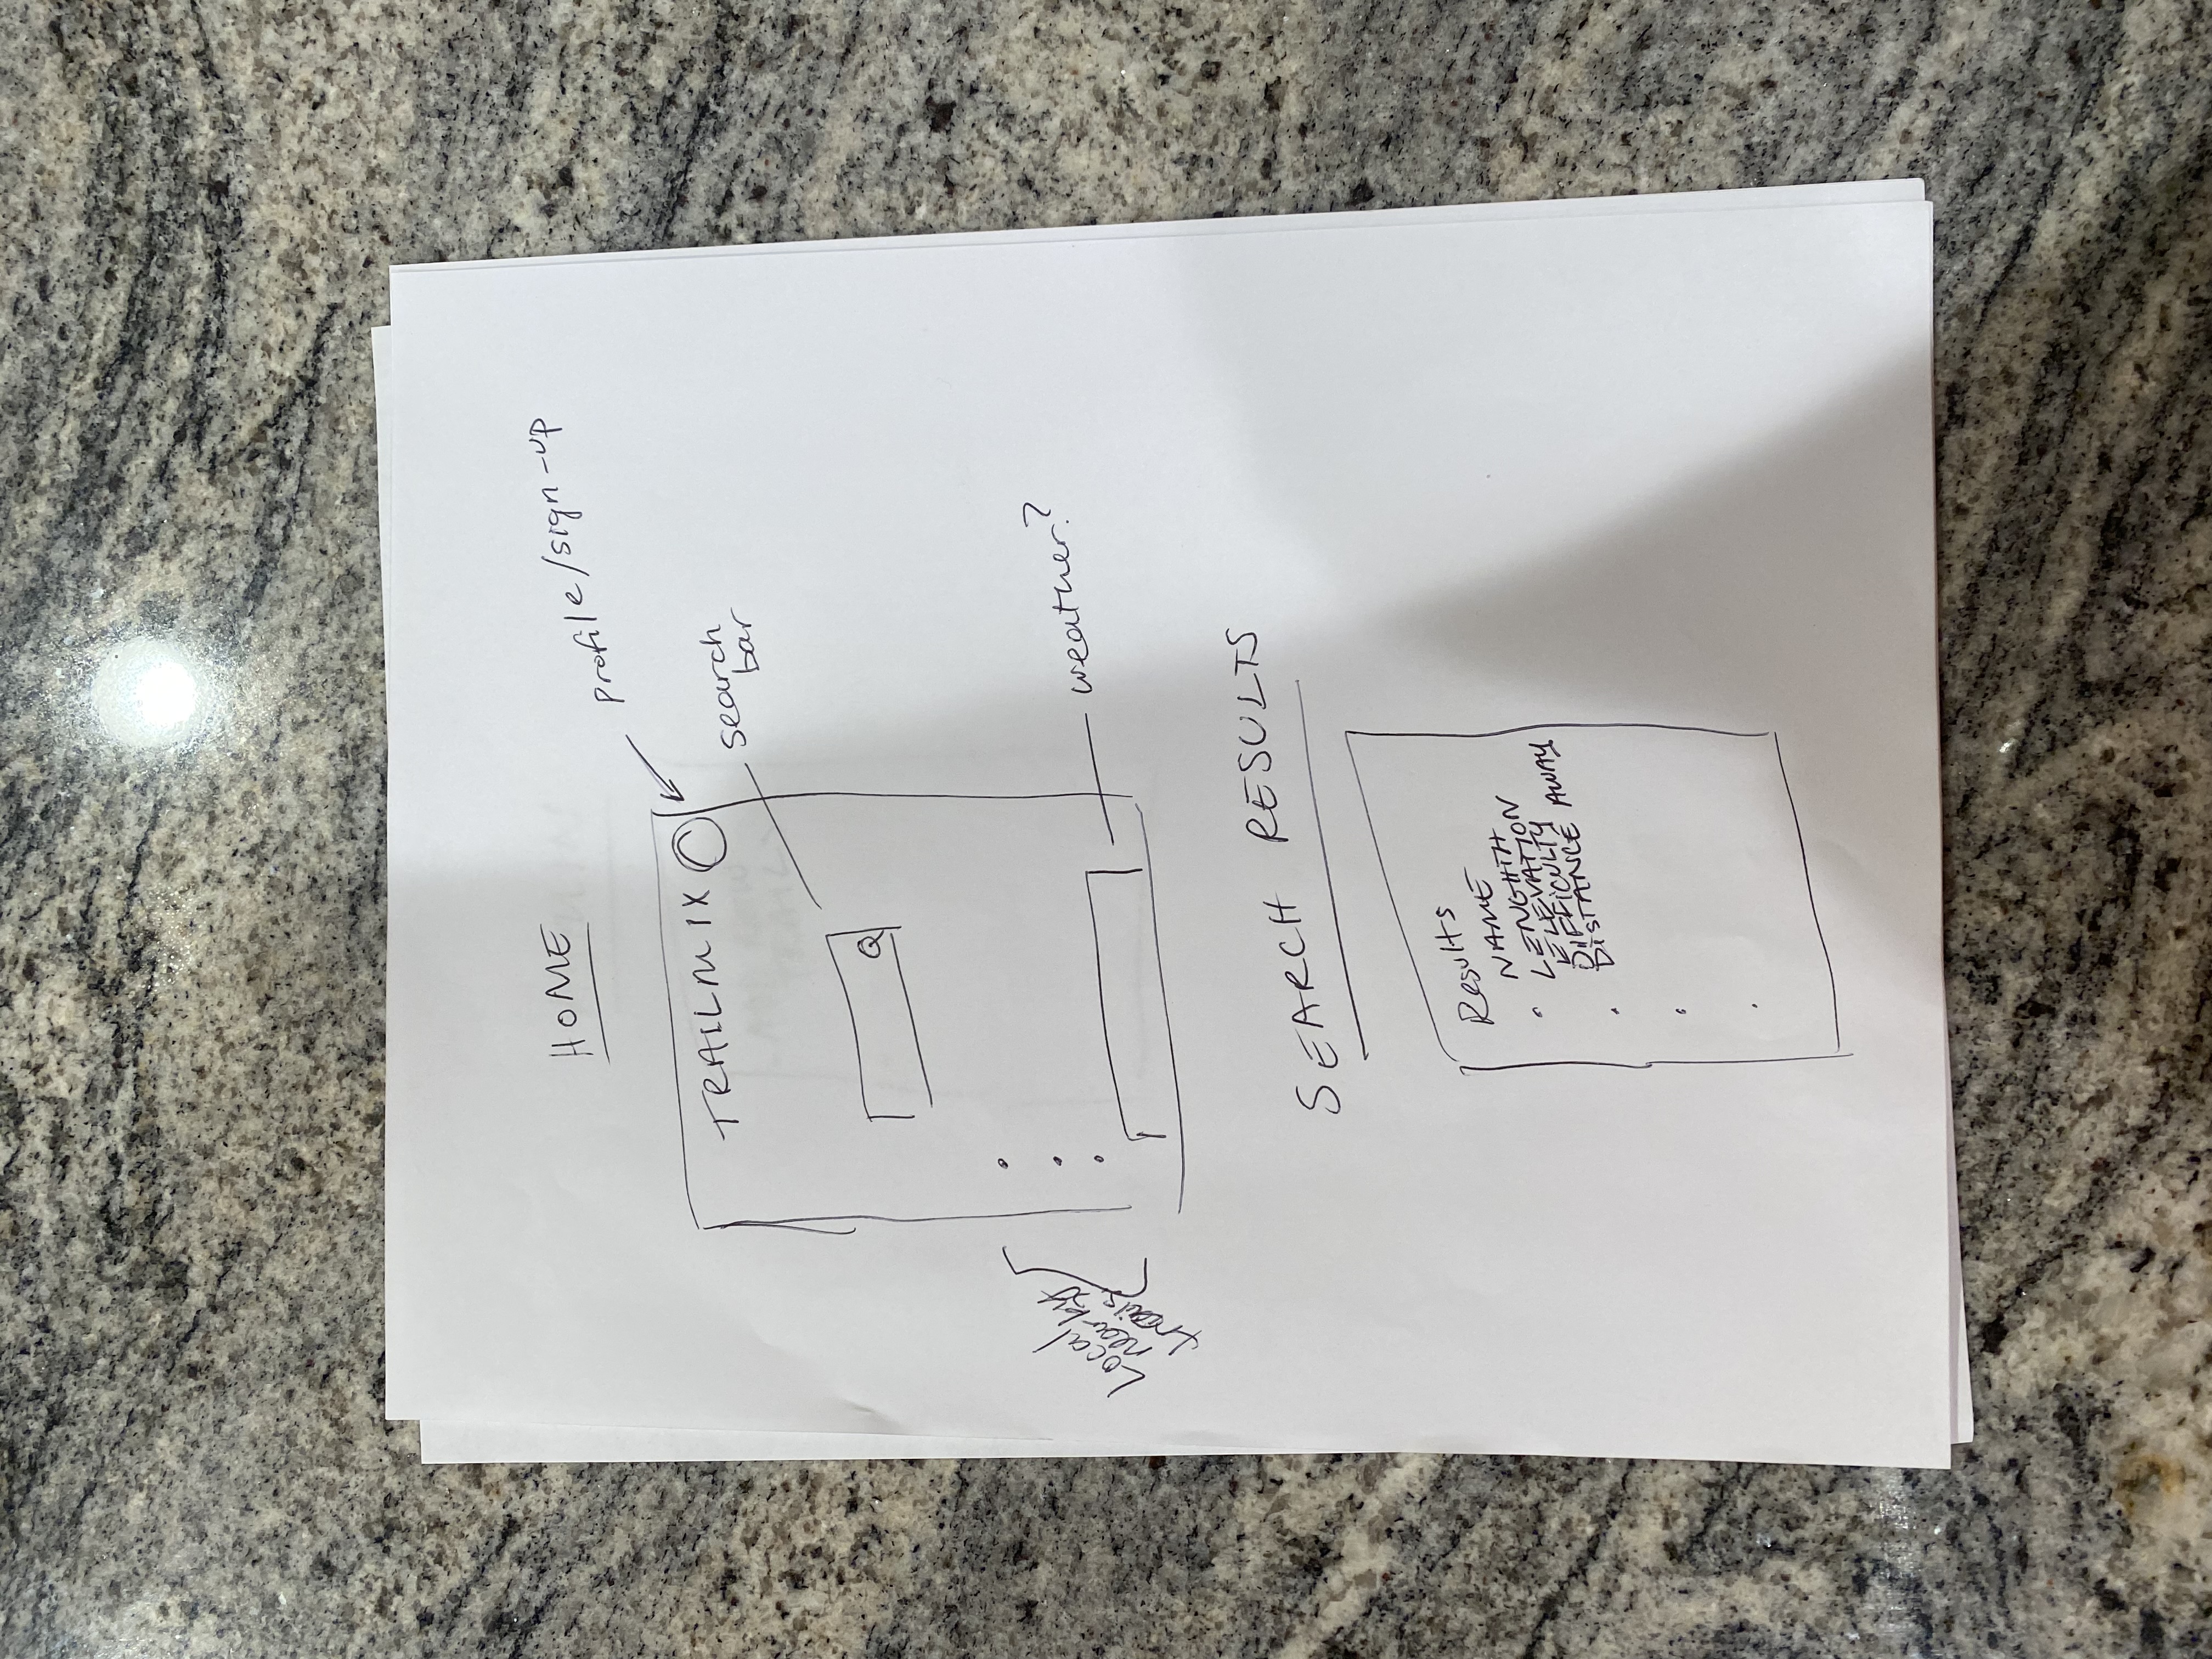 HOME
profile/sign-up
TRAILMIX
search
bar
Local
nearby
trails
weather?
SEARCH RESULTS
Results
NAME
LENGHTH
ELEVATION
DIFFICULTY
DISTANCE AWAY